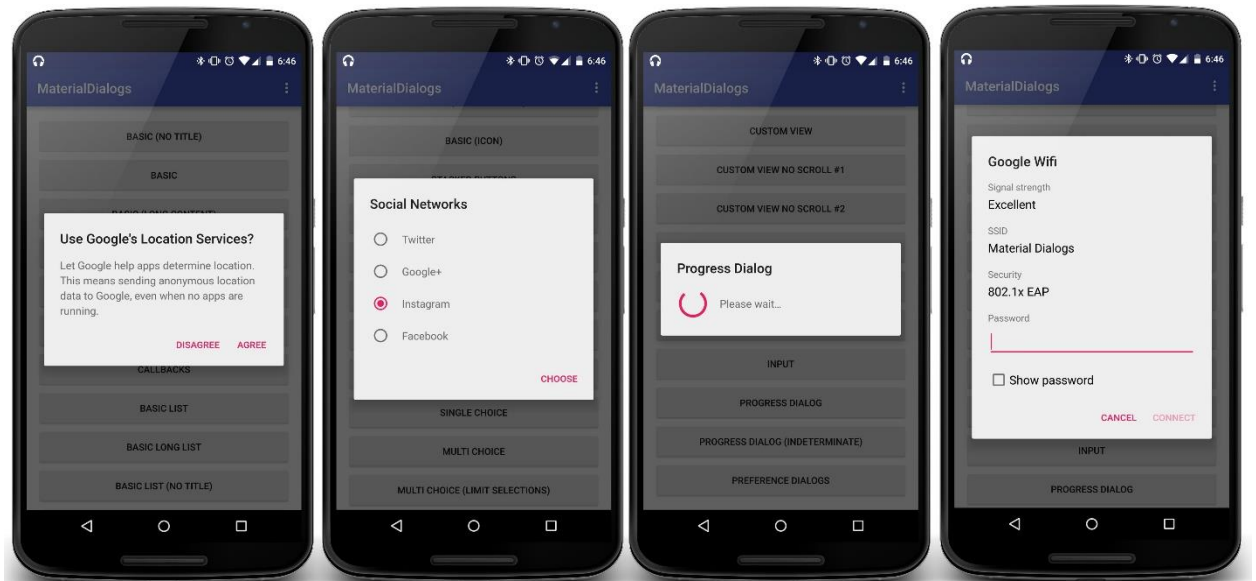 6:46
MaterialDialogs
BASIC (NO TITLE)
BASIC
BASIC (LONG CONTENT)
Use Google's Location Services?
Let Google help apps determine location.
This means sending anonymous location
data to Google, even when no apps are
running.
DISAGREE AGREE
CALLBACKS
BASIC LIST
BASIC LONG LIST
BASIC LIST (NO TITLE)
6:46
MaterialDialogs
BASIC (ICON)
STACKED BUTTONS
Social Networks
Twitter
Google+
Instagram
Facebook
CHOOSE
SINGLE CHOICE
MULTI CHOICE
MULTI CHOICE (LIMIT SELECTIONS)
6:46
MaterialDialogs
CUSTOM VIEW
CUSTOM VIEW NO SCROLL #1
CUSTOM VIEW NO SCROLL #2
Progress Dialog
Please wait...
INPUT
PROGRESS DIALOG
PROGRESS DIALOG (INDETERMINATE)
PREFERENCE DIALOGS
6:46
MaterialDialogs
Google Wifi
Signal strength
Excellent
SSID
Material Dialogs
Security
802.1x EAP
Password
Show password
CANCEL CONNECT
INPUT
PROGRESS DIALOG